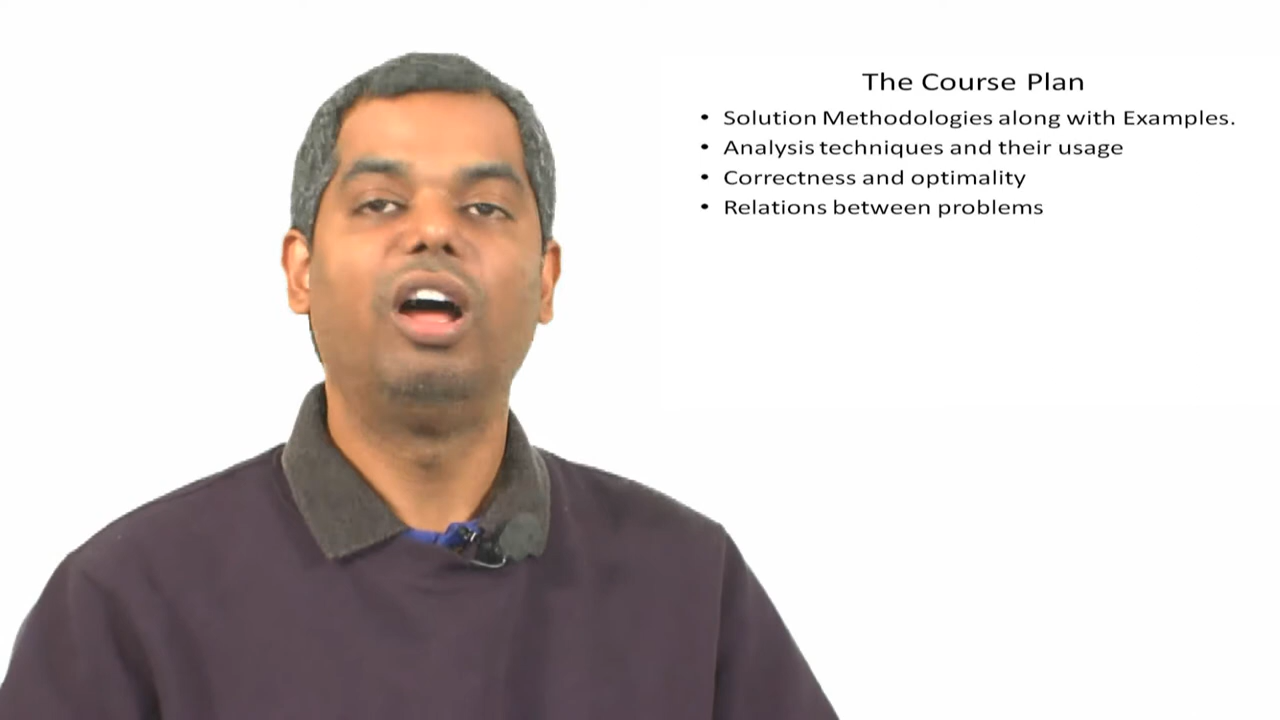 The Course Plan
• Solution Methodologies along with Examples.
• Analysis techniques and their usage
• Correctness and optimality
• Relations between problems